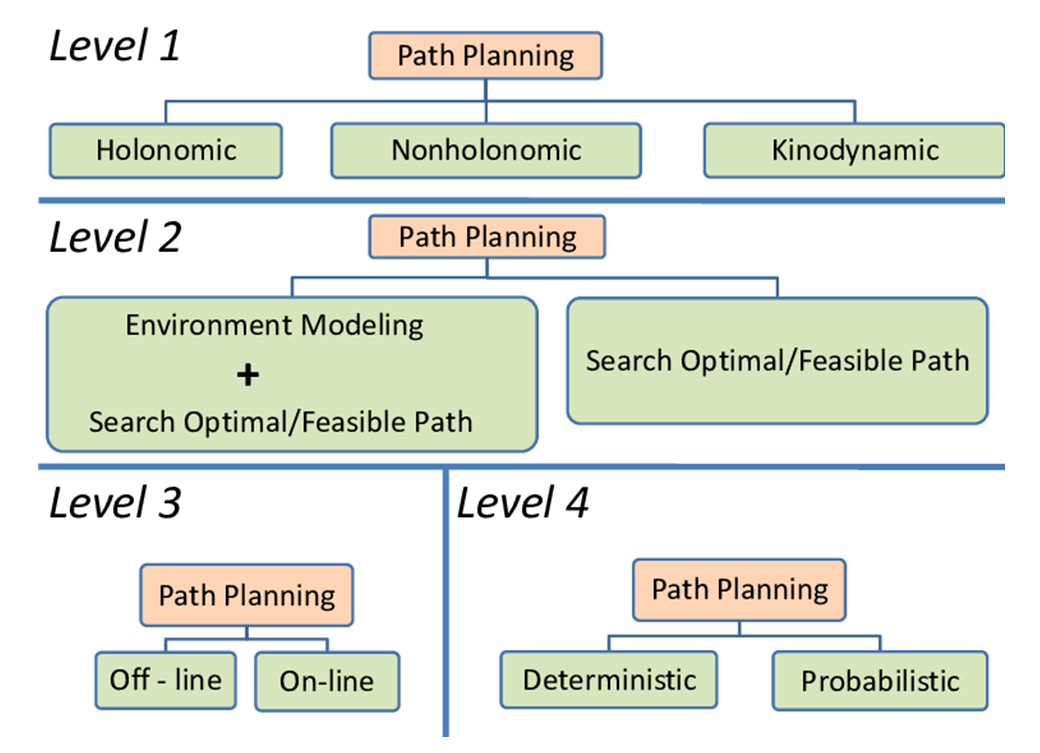 Level 1
Path Planning
Holonomic
Nonholonomic
Kinodynamic
Level 2
Path Planning
Environment Modeling
+
Search Optimal/Feasible Path
Search Optimal/Feasible Path
Level 3
Path Planning
Off - line
On-line
Level 4
Path Planning
Deterministic
Probabilistic